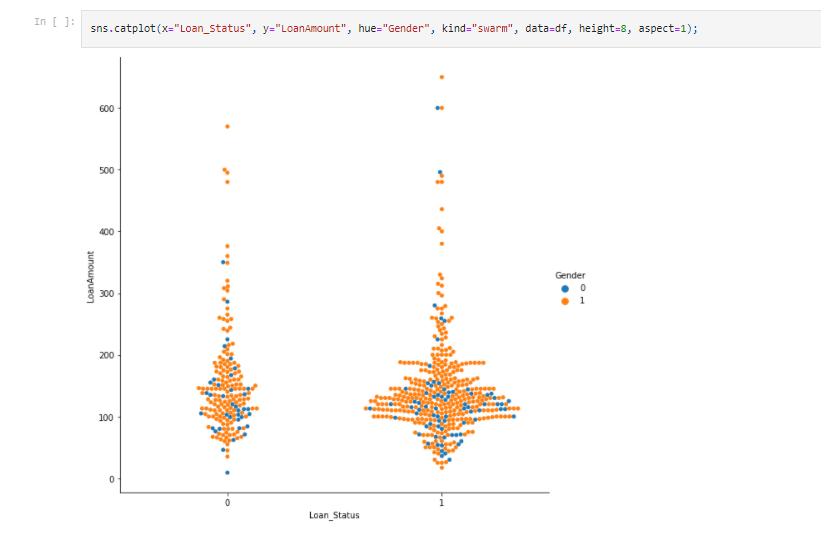 In [ ]: sns.catplot(x="Loan_Status", y="LoanAmount", hue="Gender", kind="swarm", data=df, height=8, aspect=1);
600
500
400
300
200
100
0
LoanAmount
Gender
0
1
0 1
Loan_Status